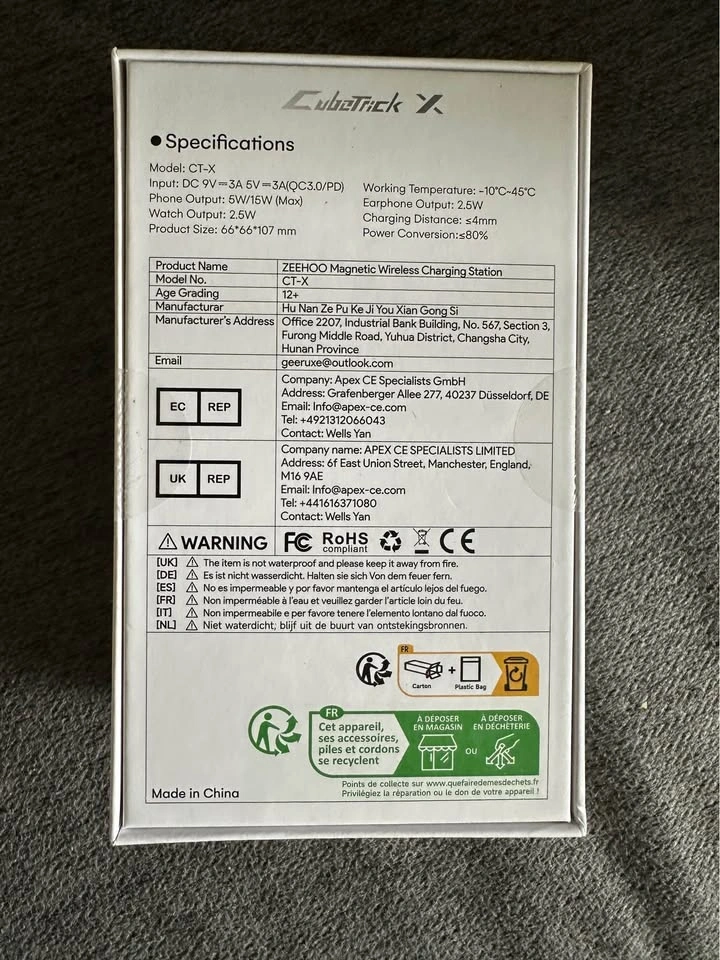 CubeTrick X
● Specifications
Model: CT-X
Input: DC 9V⎓3A 5V⎓3A(QC3.0/PD)
Phone Output: 5W/15W (Max)
Watch Output: 2.5W
Product Size: 66*66*107 mm
Working Temperature: -10°C~45°C
Earphone Output: 2.5W
Charging Distance: ≤4mm
Power Conversion:≤80%
Product Name ZEEHOO Magnetic Wireless Charging Station
Model No. CT-X
Age Grading 12+
Manufacturar Hu Nan Ze Pu Ke Ji You Xian Gong Si
Manufacturer's Address Office 2207, Industrial Bank Building, No. 567, Section 3,
Furong Middle Road, Yuhua District, Changsha City,
Hunan Province
Email geeruxe@outlook.com
EC REP
Company: Apex CE Specialists GmbH
Address: Grafenberger Allee 277, 40237 Düsseldorf, DE
Email: Info@apex-ce.com
Tel: +4921312066043
Contact: Wells Yan
UK REP
Company name: APEX CE SPECIALISTS LIMITED
Address: 6f East Union Street, Manchester, England,
M16 9AE
Email: Info@apex-ce.com
Tel: +441616371080
Contact: Wells Yan
⚠ WARNING FC RoHS compliant CE
[UK] ⚠ The item is not waterproof and please keep it away from fire.
[DE] ⚠ Es ist nicht wasserdicht. Halten sie sich Von dem feuer fern.
[ES] ⚠ No es impermeable y por favor mantenga el artículo lejos del fuego.
[FR] ⚠ Non imperméable à l'eau et veuillez garder l'article loin du feu.
[IT] ⚠ Non impermeabile e per favore tenere l'elemento lontano dal fuoco.
[NL] ⚠ Niet waterdicht; blijf uit de buurt van ontstekingsbronnen.
FR
Carton + Plastic Bag
FR
Cet appareil,
ses accessoires,
piles et cordons
se recyclent
À DÉPOSER
EN MAGASIN
OU
À DÉPOSER
EN DÉCHÈTERIE
Points de collecte sur www.quefairedemesdechets.fr
Privilégiez la réparation ou le don de votre appareil !
Made in China